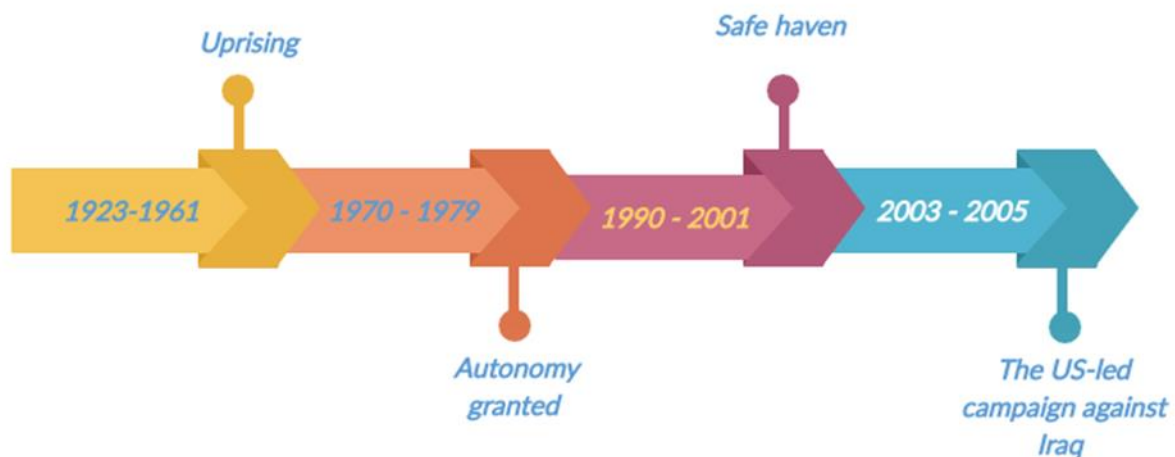 Uprising
Safe haven
1923-1961
1970 - 1979
1990 - 2001
2003 - 2005
Autonomy
granted
The US-led
campaign against
Iraq